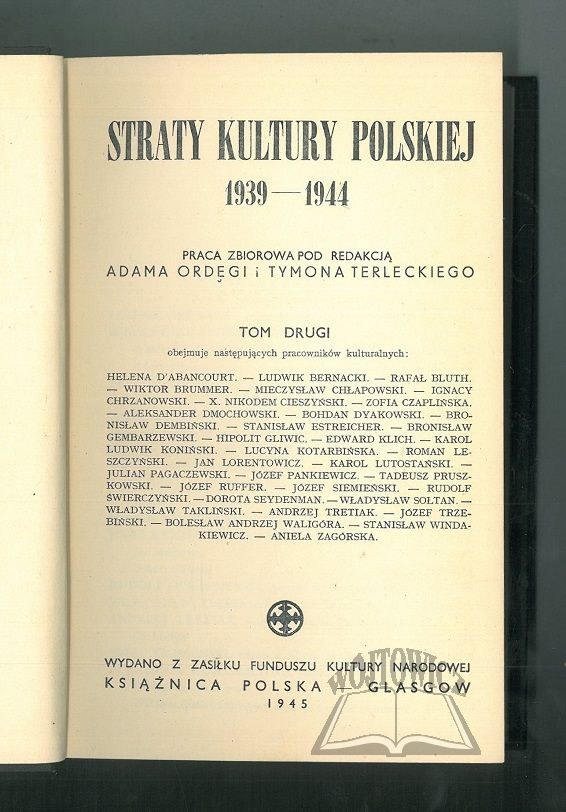 STRATY KULTURY POLSKIEJ
1939 — 1944
PRACA ZBIOROWA POD REDAKCJĄ
ADAMA ORDĘGI i TYMONA TERLECKIEGO
TOM DRUGI
obejmuje następujących pracowników kulturalnych:
HELENA D'ABANCOURT. — LUDWIK BERNACKI. — RAFAŁ BLUTH.
— WIKTOR BRUMMER. — MIECZYSŁAW CHŁAPOWSKI. — IGNACY
CHRZANOWSKI. — X. NIKODEM CIESZYŃSKI. — ZOFIA CZAPLIŃSKA.
— ALEKSANDER DMOCHOWSKI. — BOHDAN DYAKOWSKI. — BRO-
NISŁAW DEMBIŃSKI. — STANISŁAW ESTREICHER. — BRONISŁAW
GEMBARZEWSKI. — HIPOLIT GLIWIC. — EDWARD KLICH. — KAROL
LUDWIK KONIŃSKI. — LUCYNA KOTARBIŃSKA. — ROMAN LE-
SZCZYŃSKI. — JAN LORENTOWICZ. — KAROL LUTOSTAŃSKI. —
JULIAN PAGACZEWSKI. — JÓZEF PANKIEWICZ. — TADEUSZ PRUSZ-
KOWSKI. — JÓZEF RUFFER. — JÓZEF SIEMIEŃSKI. — RUDOLF
ŚWIERCZYŃSKI. — DOROTA SEYDENMAN. — WŁADYSŁAW SOŁTAN. —
WŁADYSŁAW TAKLIŃSKI. — ANDRZEJ TRETIAK. — JÓZEF TRZE-
BIŃSKI. — BOLESŁAW ANDRZEJ WALIGÓRA. — STANISŁAW WINDA-
KIEWICZ. — ANIELA ZAGÓRSKA.
WYDANO Z ZASIŁKU FUNDUSZU KULTURY NARODOWEJ
KSIĄŻNICA POLSKA — GLASGOW
1945
WÓJTOWICZ